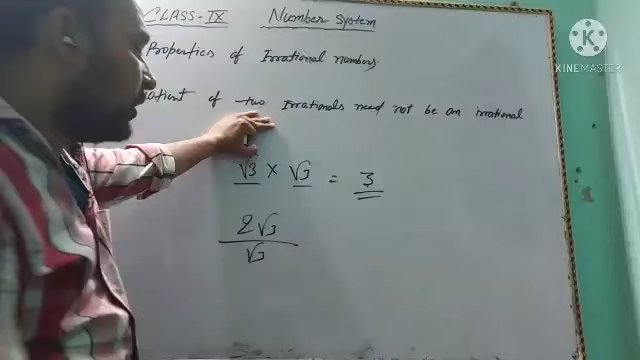 CLASS-IX Number System
Properties of Irrational numbers
of two Irrationals need not be an irrational
√3 × √3 = 3
2√3
√3
KINEMASTER